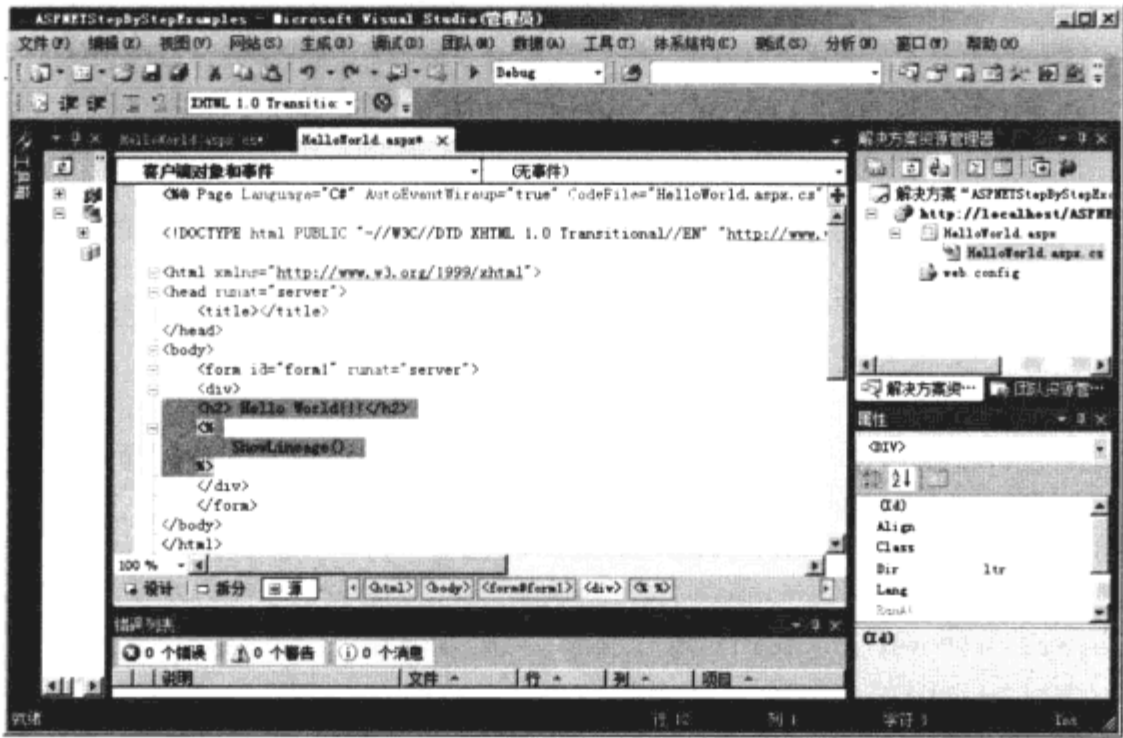 ASPNETStepByStepExamples - Microsoft Visual Studio(管理员)
文件(F) 编辑(E) 视图(V) 网站(S) 生成(B) 调试(D) 团队(M) 数据(A) 工具(T) 体系结构(C) 测试(S) 分析(N) 窗口(W) 帮助(H)
Debug
XHTML 1.0 Transitio
HelloWorld.aspx.cs*
HelloWorld.aspx*
客户端对象和事件
(无事件)
<%@ Page Language="C#" AutoEventWireup="true" CodeFile="HelloWorld.aspx.cs"
<!DOCTYPE html PUBLIC "-//W3C//DTD XHTML 1.0 Transitional//EN" "http://www.
<html xmlns="http://www.w3.org/1999/xhtml">
<head runat="server">
<title></title>
</head>
<body>
<form id="form1" runat="server">
<div>
<h2> Hello World!!!</h2>
<%
ShowLineage();
%>
</div>
</form>
</body>
</html>
100 %
设计 拆分 源 <html> <body> <form#form1> <div> <% %>
错误列表
0 个错误 0 个警告 0 个消息
说明 文件 行 列 项目
工具箱
解决方案资源管理器
解决方案 "ASPNETStepByStepEx
http://localhost/ASPNE
HelloWorld.aspx
HelloWorld.aspx.cs
web.config
解决方案资… 团队资源管…
属性
<DIV>
(Id)
Align
Class
Dir ltr
Lang
RunAt
(Id)
就绪
行 12 列 1 字符 1 Ins